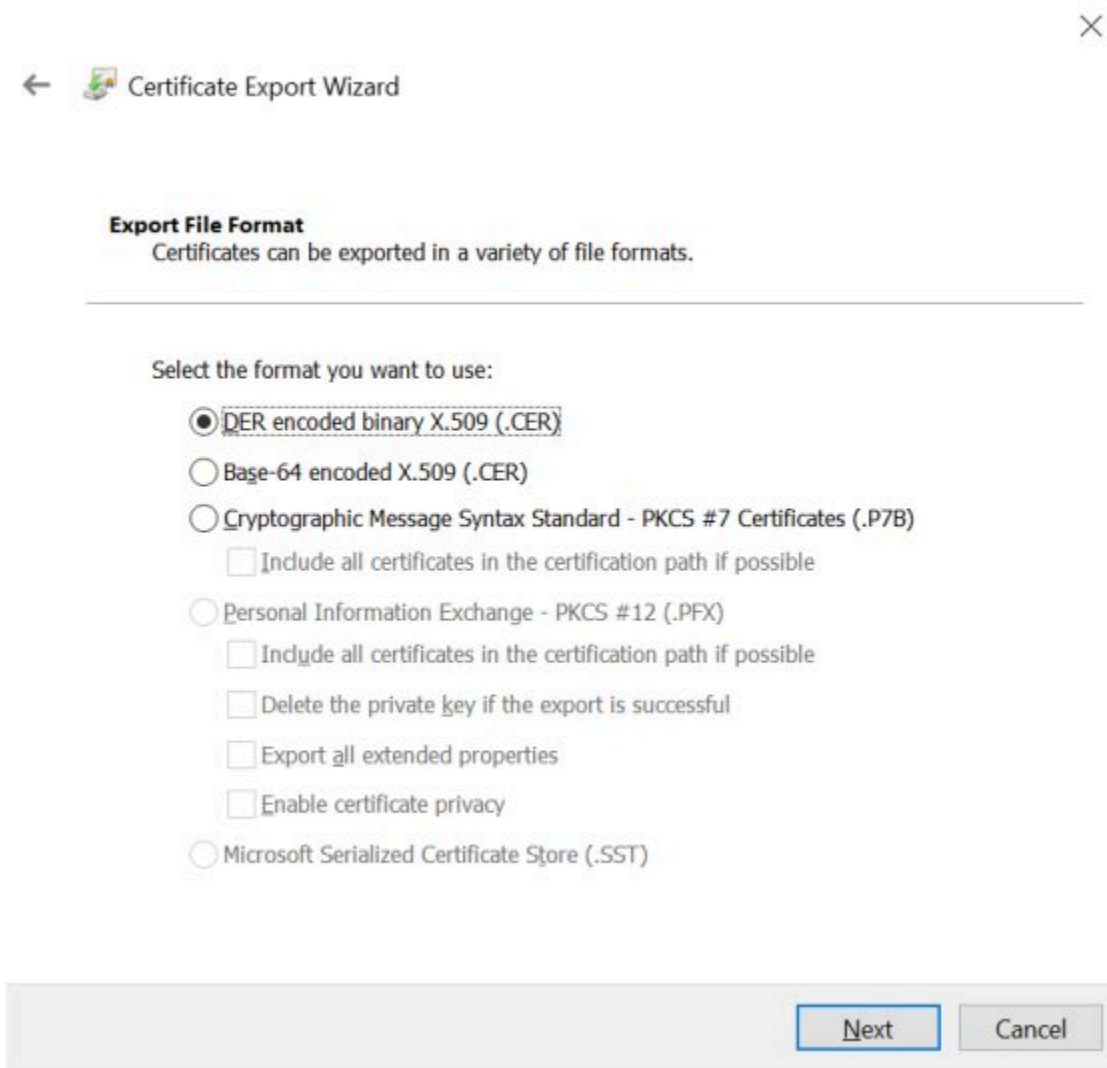 Certificate Export Wizard
Export File Format
Certificates can be exported in a variety of file formats.
Select the format you want to use:
DER encoded binary X.509 (.CER)
Base-64 encoded X.509 (.CER)
Cryptographic Message Syntax Standard - PKCS #7 Certificates (.P7B)
Include all certificates in the certification path if possible
Personal Information Exchange - PKCS #12 (.PFX)
Include all certificates in the certification path if possible
Delete the private key if the export is successful
Export all extended properties
Enable certificate privacy
Microsoft Serialized Certificate Store (.SST)
Next Cancel